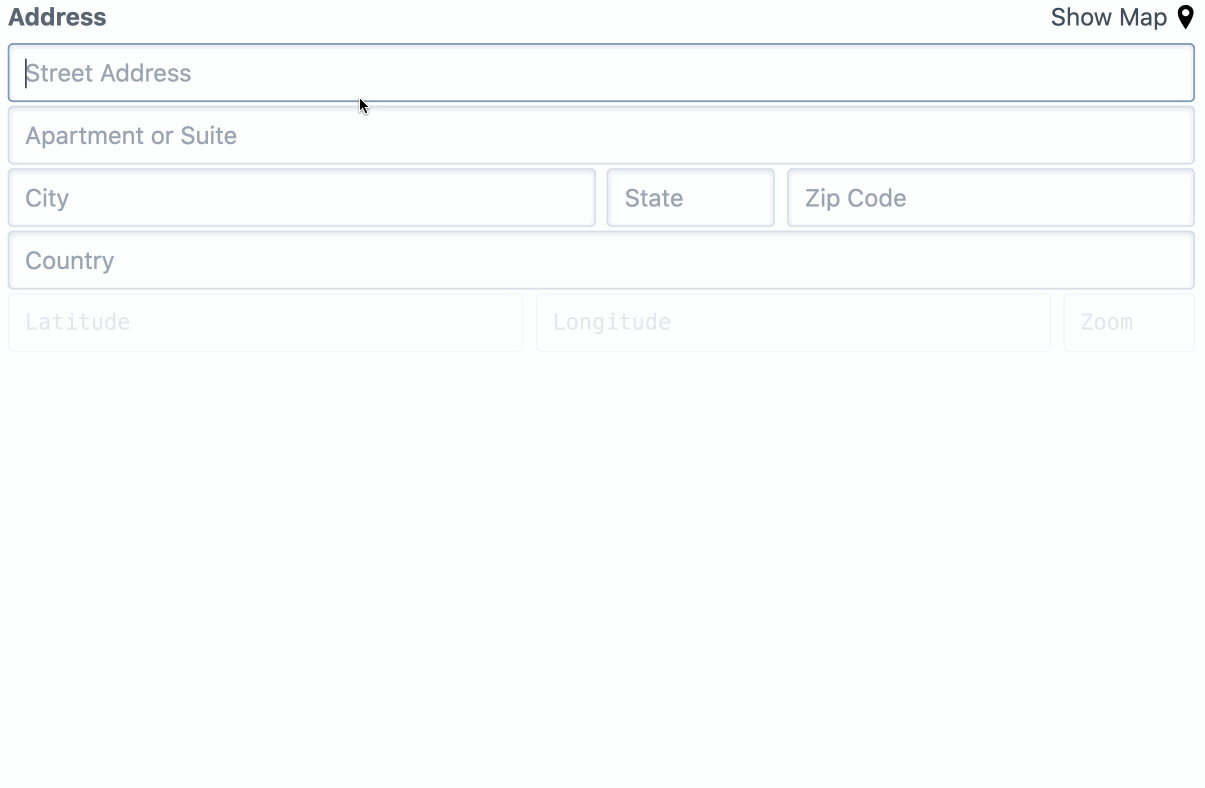 Address Show Map
Street Address
Apartment or Suite
City State Zip Code
Country
Latitude Longitude Zoom